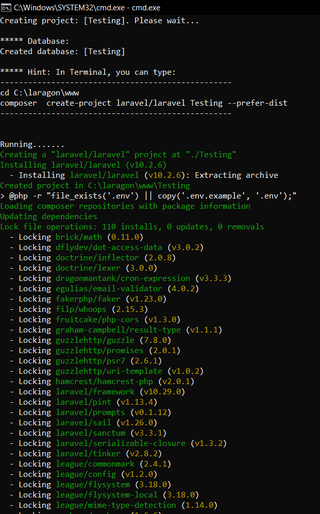 C:\Windows\SYSTEM32\cmd.exe - cmd.exe
Creating project: [Testing]. Please wait...
***** Database:
Created database: [Testing]
***** Hint: In Terminal, you can type:
--------------------------------------------------
cd C:\laragon\www
composer  create-project laravel/laravel Testing --prefer-dist
--------------------------------------------------
Running.......
Creating a "laravel/laravel" project at "./Testing"
Installing laravel/laravel (v10.2.6)
- Installing laravel/laravel (v10.2.6): Extracting archive
Created project in C:\laragon\www\Testing
> @php -r "file_exists('.env') || copy('.env.example', '.env');"
Loading composer repositories with package information
Updating dependencies
Lock file operations: 110 installs, 0 updates, 0 removals
- Locking brick/math (0.11.0)
- Locking dflydev/dot-access-data (v3.0.2)
- Locking doctrine/inflector (2.0.8)
- Locking doctrine/lexer (3.0.0)
- Locking dragonmantank/cron-expression (v3.3.3)
- Locking egulias/email-validator (4.0.2)
- Locking fakerphp/faker (v1.23.0)
- Locking filp/whoops (2.15.3)
- Locking fruitcake/php-cors (v1.3.0)
- Locking graham-campbell/result-type (v1.1.1)
- Locking guzzlehttp/guzzle (7.8.0)
- Locking guzzlehttp/promises (2.0.1)
- Locking guzzlehttp/psr7 (2.6.1)
- Locking guzzlehttp/uri-template (v1.0.2)
- Locking hamcrest/hamcrest-php (v2.0.1)
- Locking laravel/framework (v10.29.0)
- Locking laravel/pint (v1.13.4)
- Locking laravel/prompts (v0.1.12)
- Locking laravel/sail (v1.26.0)
- Locking laravel/sanctum (v3.3.1)
- Locking laravel/serializable-closure (v1.3.2)
- Locking laravel/tinker (v2.8.2)
- Locking league/commonmark (2.4.1)
- Locking league/config (v1.2.0)
- Locking league/flysystem (3.18.0)
- Locking league/flysystem-local (3.18.0)
- Locking league/mime-type-detection (1.14.0)